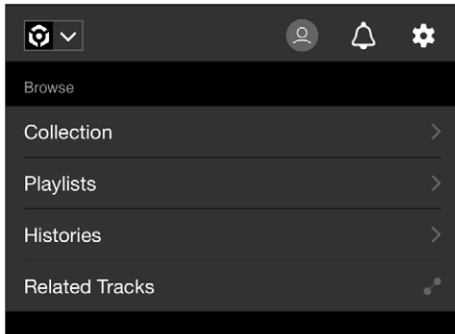 Browse
Collection
Playlists
Histories
Related Tracks